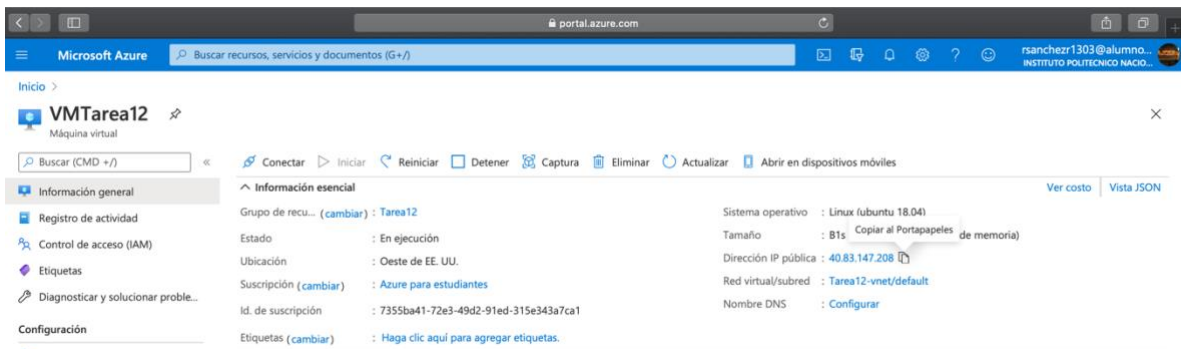 portal.azure.com
Microsoft Azure
Buscar recursos, servicios y documentos (G+/)
rsanchezr1303@alumno...
INSTITUTO POLITECNICO NACIO...
Inicio >
VMTarea12
Máquina virtual
Buscar (CMD +/)
Conectar Iniciar Reiniciar Detener Captura Eliminar Actualizar Abrir en dispositivos móviles
Información general
Registro de actividad
Control de acceso (IAM)
Etiquetas
Diagnosticar y solucionar proble...
Configuración
Información esencial
Ver costo Vista JSON
Grupo de recu... (cambiar) : Tarea12
Estado : En ejecución
Ubicación : Oeste de EE. UU.
Suscripción (cambiar) : Azure para estudiantes
Id. de suscripción : 7355ba41-72e3-49d2-91ed-315e343a7ca1
Etiquetas (cambiar) : Haga clic aquí para agregar etiquetas.
Sistema operativo : Linux (ubuntu 18.04)
Tamaño : B1s de memoria)
Copiar al Portapapeles
Dirección IP pública : 40.83.147.208
Red virtual/subred : Tarea12-vnet/default
Nombre DNS : Configurar